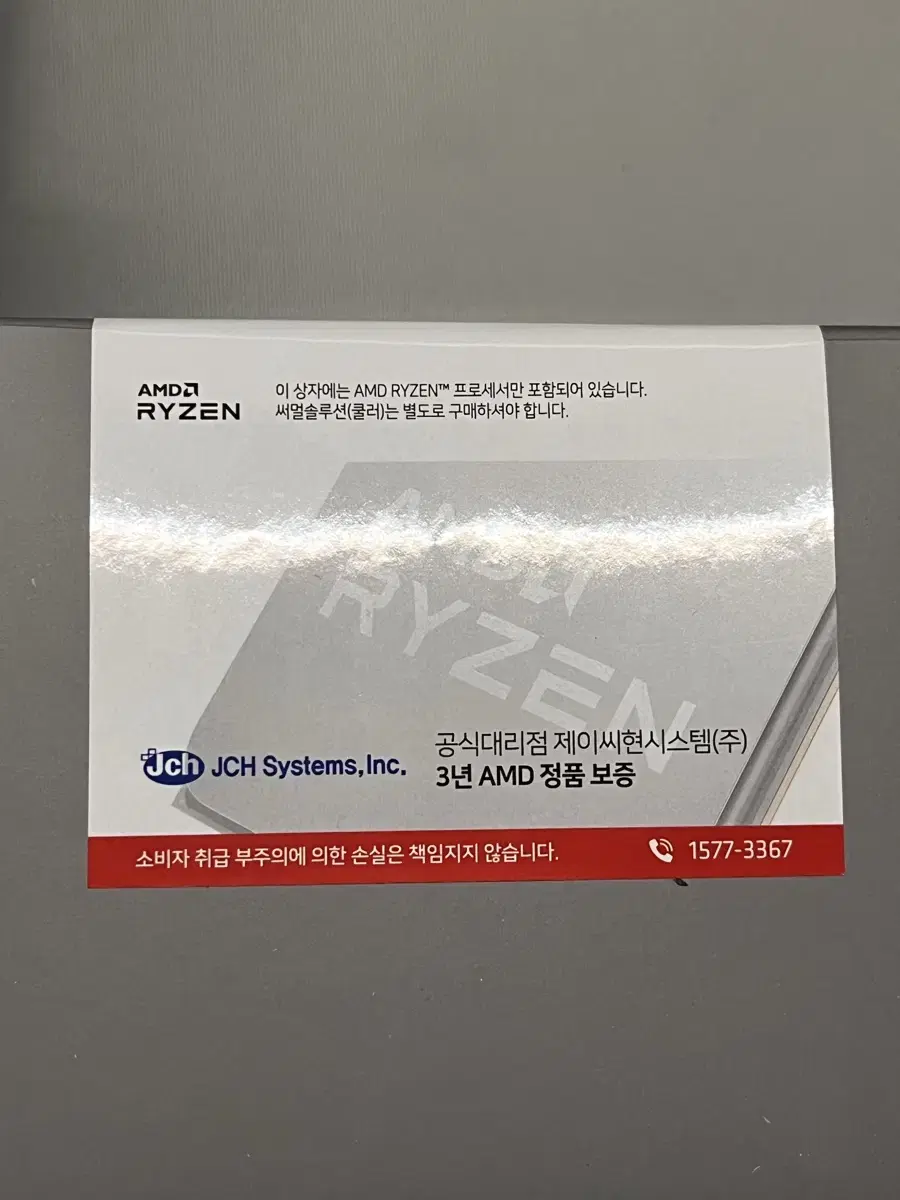 AMD
RYZEN
이 상자에는 AMD RYZEN™ 프로세서만 포함되어 있습니다.
써멀솔루션(쿨러)는 별도로 구매하셔야 합니다.
AMD
RYZEN
Jch JCH Systems, Inc.
공식대리점 제이씨현시스템(주)
3년 AMD 정품 보증
소비자 취급 부주의에 의한 손실은 책임지지 않습니다.
1577-3367